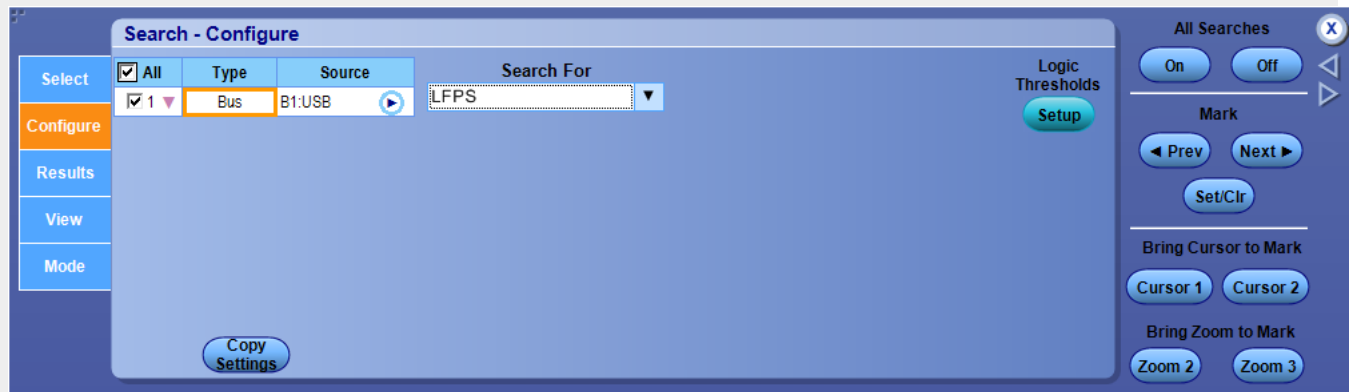 Search - Configure
Select
Configure
Results
View
Mode
All Type Source
1 Bus B1:USB
Search For
LFPS
Logic
Thresholds
Setup
Copy
Settings
All Searches
On Off
X
Mark
◄ Prev Next ►
Set/Clr
Bring Cursor to Mark
Cursor 1 Cursor 2
Bring Zoom to Mark
Zoom 2 Zoom 3